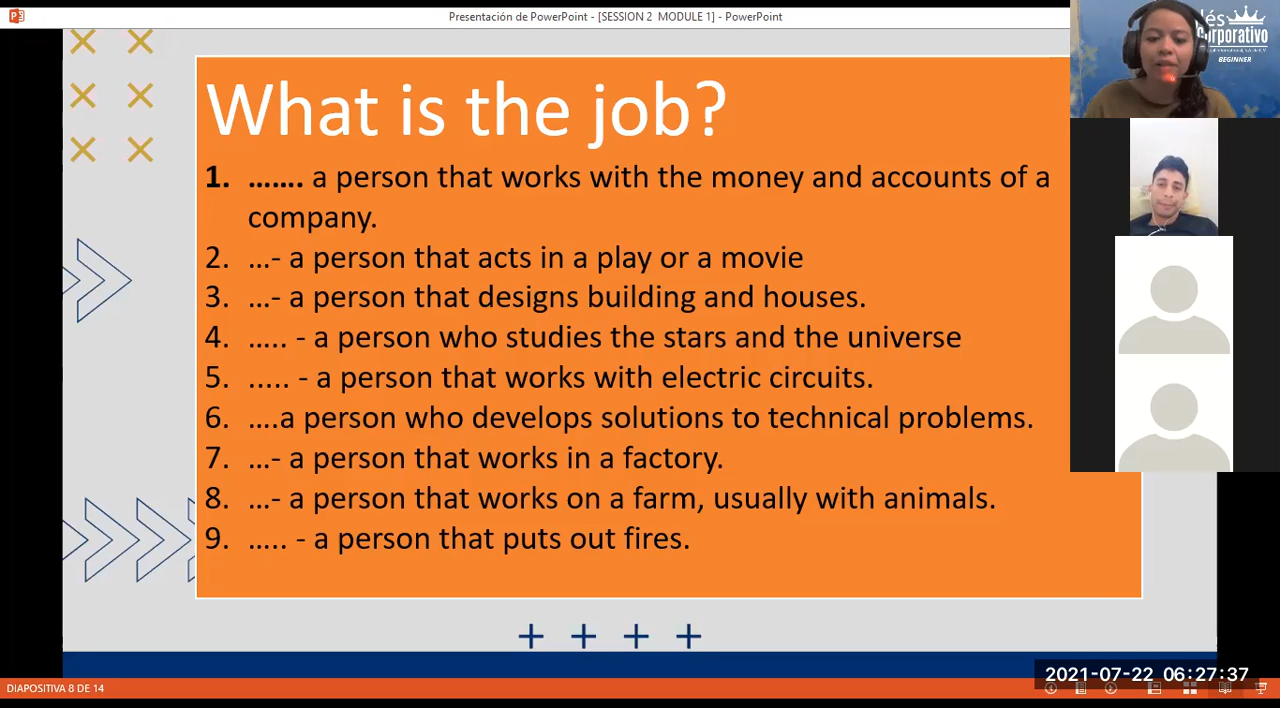 Presentación de PowerPoint - [SESSION 2 MODULE 1] - PowerPoint
és
orporativo
BEGINNER
What is the job?
1. ....... a person that works with the money and accounts of a
company.
2. ...- a person that acts in a play or a movie
3. ...- a person that designs building and houses.
4. ..... - a person who studies the stars and the universe
5. ..... - a person that works with electric circuits.
6. ....a person who develops solutions to technical problems.
7. ...- a person that works in a factory.
8. ...- a person that works on a farm, usually with animals.
9. ..... - a person that puts out fires.
2021-07-22 06:27:37
DIAPOSITIVA 8 DE 14